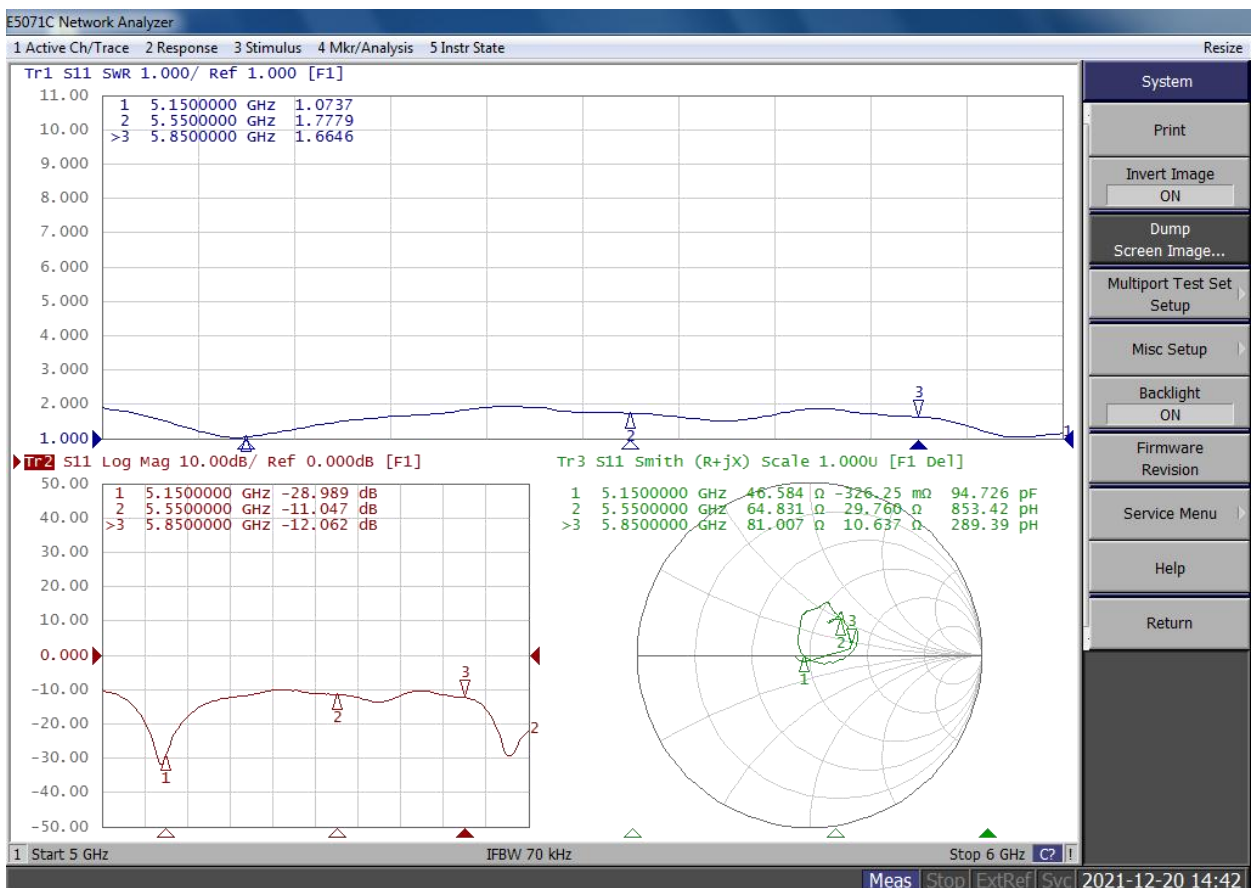 E5071C Network Analyzer
1 Active Ch/Trace 2 Response 3 Stimulus 4 Mkr/Analysis 5 Instr State Resize
Tr1 S11 SWR 1.000/ Ref 1.000 [F1]
11.00
10.00
9.000
8.000
7.000
6.000
5.000
4.000
3.000
2.000
1.000
1 5.1500000 GHz 1.0737
2 5.5500000 GHz 1.7779
>3 5.8500000 GHz 1.6646
2
3
1
Tr2 S11 Log Mag 10.00dB/ Ref 0.000dB [F1]
50.00
40.00
30.00
20.00
10.00
0.000
-10.00
-20.00
-30.00
-40.00
-50.00
1 5.1500000 GHz -28.989 dB
2 5.5500000 GHz -11.047 dB
>3 5.8500000 GHz -12.062 dB
1
2
3
2
Tr3 S11 Smith (R+jX) Scale 1.000U [F1 Del]
1 5.1500000 GHz 46.584 Ω -326.25 mΩ 94.726 pF
2 5.5500000 GHz 64.831 Ω 29.760 Ω 853.42 pH
>3 5.8500000 GHz 81.007 Ω 10.637 Ω 289.39 pH
3
2
1
1 Start 5 GHz IFBW 70 kHz Stop 6 GHz C? !
System
Print
Invert Image
ON
Dump
Screen Image...
Multiport Test Set
Setup
Misc Setup
Backlight
ON
Firmware
Revision
Service Menu
Help
Return
Meas Stop ExtRef Svc 2021-12-20 14:42